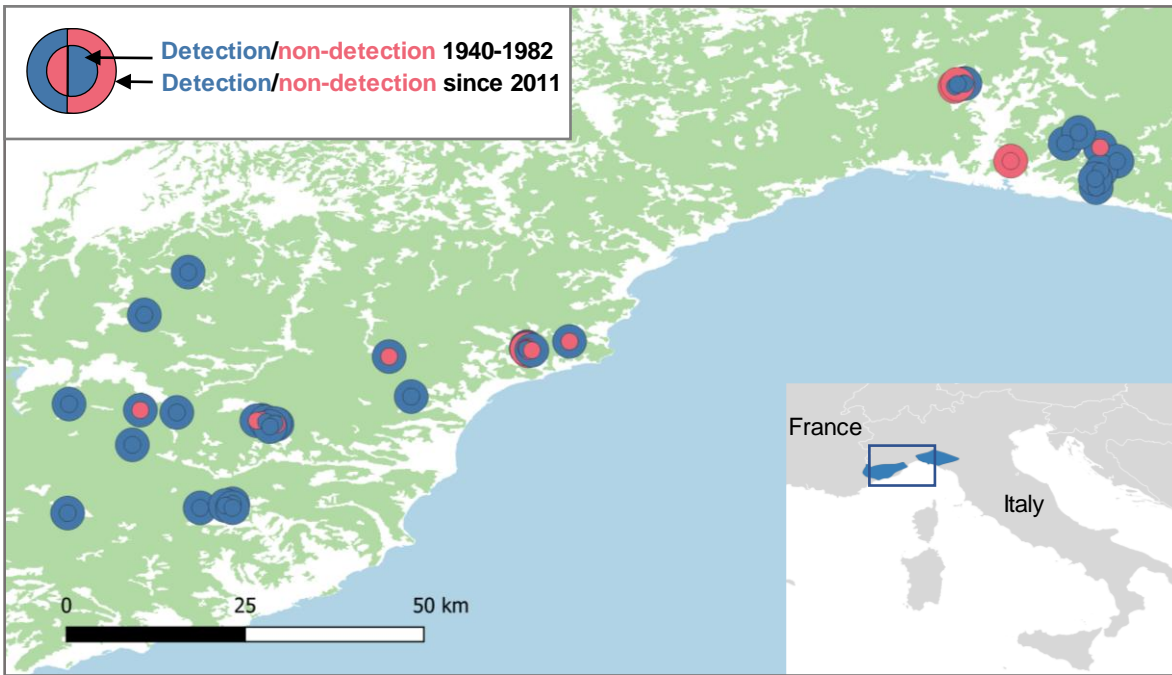 Detection/non-detection 1940-1982
Detection/non-detection since 2011
France
Italy
0 25 50 km